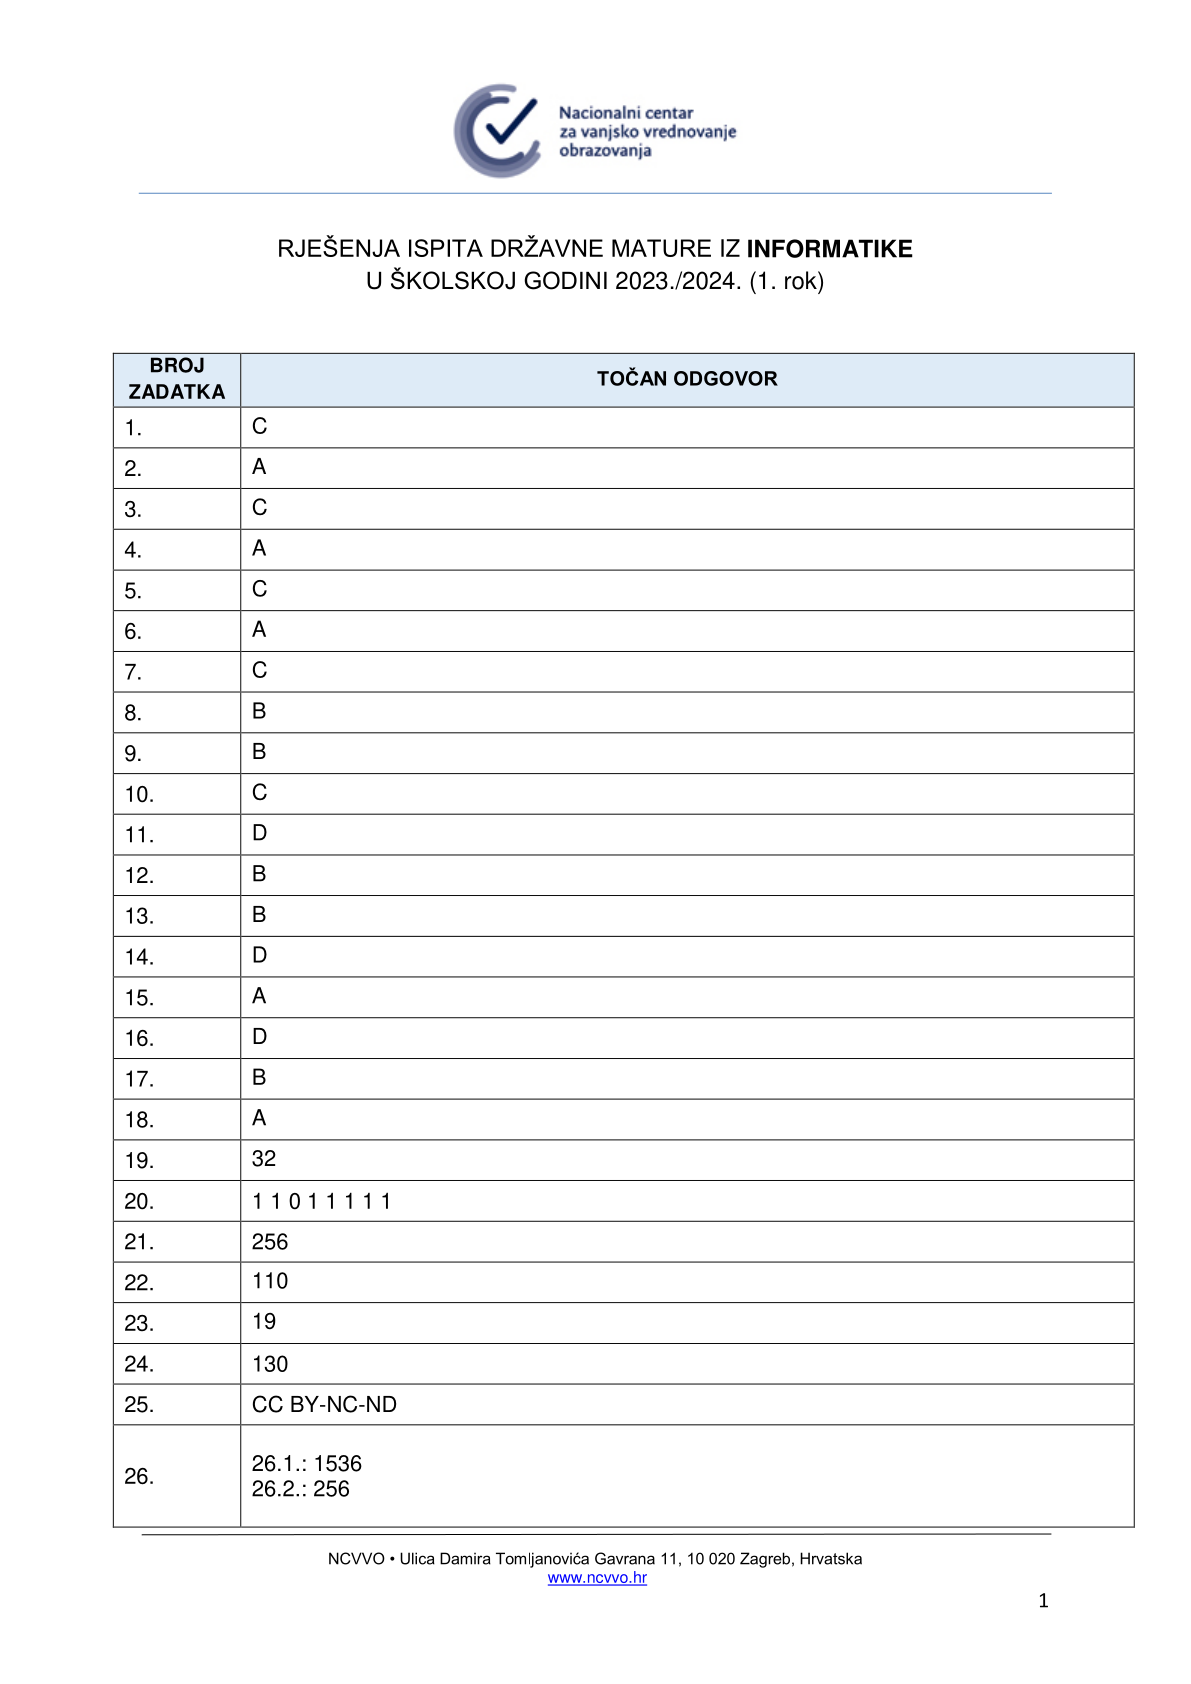 Nacionalni centar
za vanjsko vrednovanje
obrazovanja
RJEŠENJA ISPITA DRŽAVNE MATURE IZ INFORMATIKE
U ŠKOLSKOJ GODINI 2023./2024. (1. rok)
BROJ ZADATKA TOČAN ODGOVOR
1. C
2. A
3. C
4. A
5. C
6. A
7. C
8. B
9. B
10. C
11. D
12. B
13. B
14. D
15. A
16. D
17. B
18. A
19. 32
20. 1 1 0 1 1 1 1 1
21. 256
22. 110
23. 19
24. 130
25. CC BY-NC-ND
26. 26.1.: 1536
26.2.: 256
NCVVO • Ulica Damira Tomljanovića Gavrana 11, 10 020 Zagreb, Hrvatska
www.ncvvo.hr
1